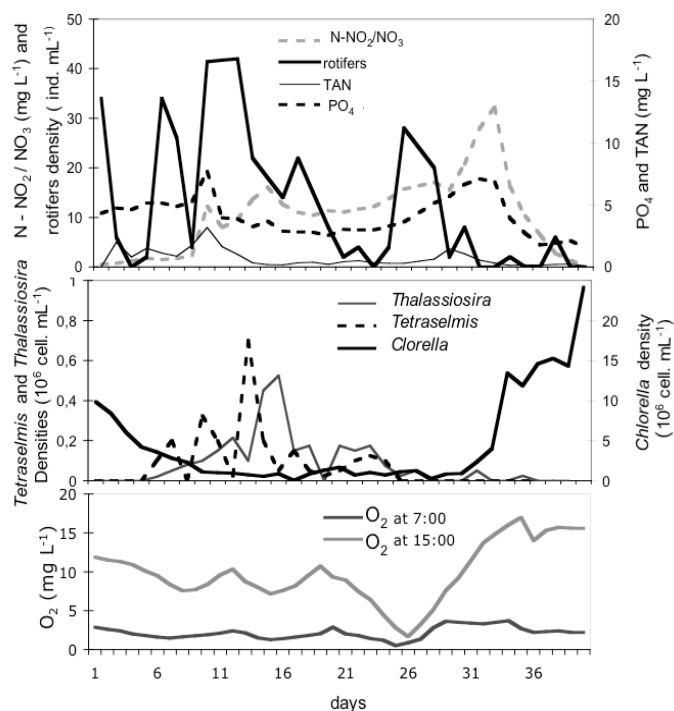 N - NO2 / NO3 (mg L-1) and
rotifers density ( ind. mL-1)
50
40
30
20
10
0
N-NO2/NO3
rotifers
TAN
PO4
20
15
10
5
0
PO4 and TAN (mg L-1)
Tetraselmis and Thalassiosira
Densities (10^6 cell. mL-1)
1
0,8
0,6
0,4
0,2
0
Thalassiosira
Tetraselmis
Clorella
20
15
10
5
0
Chlorella density
(10^6 cell. mL-1)
O2 (mg L-1)
20
15
10
5
0
O2 at 7:00
O2 at 15:00
1 6 11 16 21 26 31 36
days